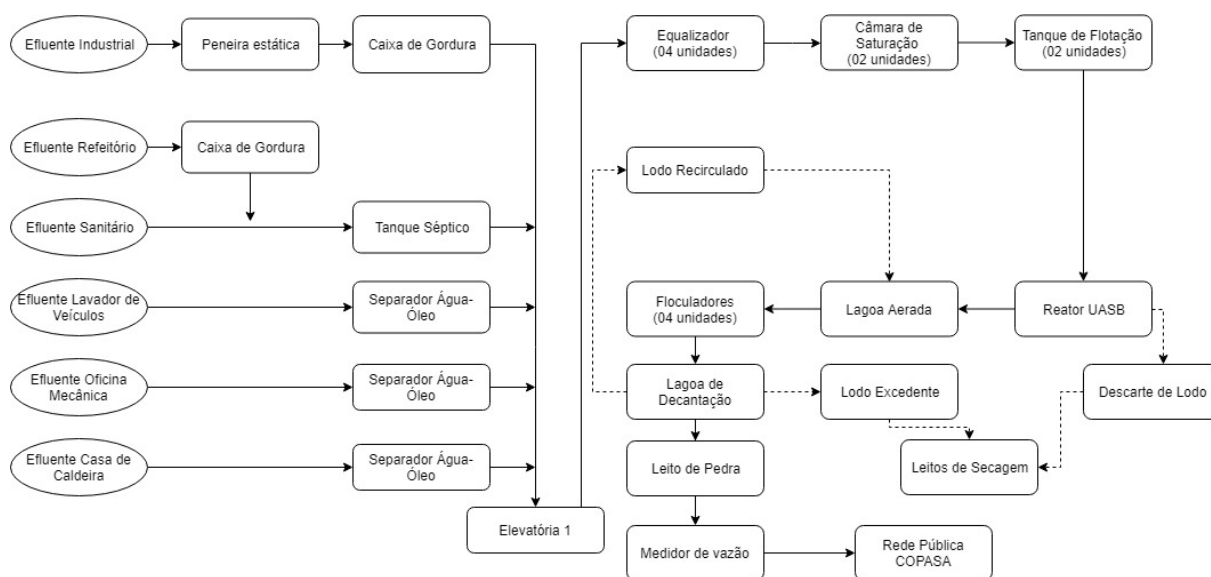 Efluente Industrial
Peneira estática
Caixa de Gordura
Equalizador
(04 unidades)
Câmara de
Saturação
(02 unidades)
Tanque de Flotação
(02 unidades)
Efluente Refeitório
Caixa de Gordura
Lodo Recirculado
Efluente Sanitário
Tanque Séptico
Efluente Lavador de
Veículos
Separador Água-
Óleo
Floculadores
(04 unidades)
Lagoa Aerada
Reator UASB
Efluente Oficina
Mecânica
Separador Água-
Óleo
Lagoa de
Decantação
Lodo Excedente
Descarte de Lodo
Efluente Casa de
Caldeira
Separador Água-
Óleo
Leito de Pedra
Leitos de Secagem
Elevatória 1
Medidor de vazão
Rede Pública
COPASA